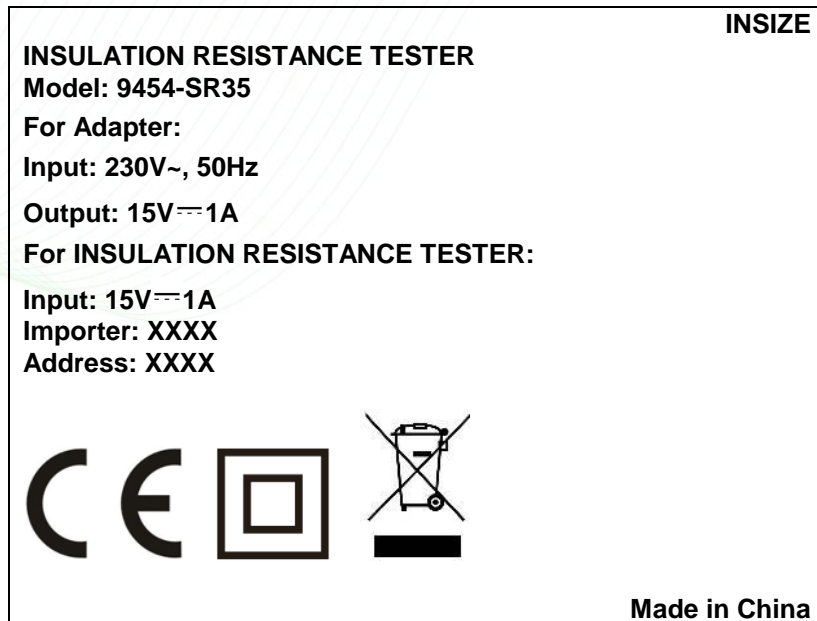 INSIZE
INSULATION RESISTANCE TESTER
Model: 9454-SR35
For Adapter:
Input: 230V~, 50Hz
Output: 15V⎓1A
For INSULATION RESISTANCE TESTER:
Input: 15V⎓1A
Importer: XXXX
Address: XXXX
CE
Made in China